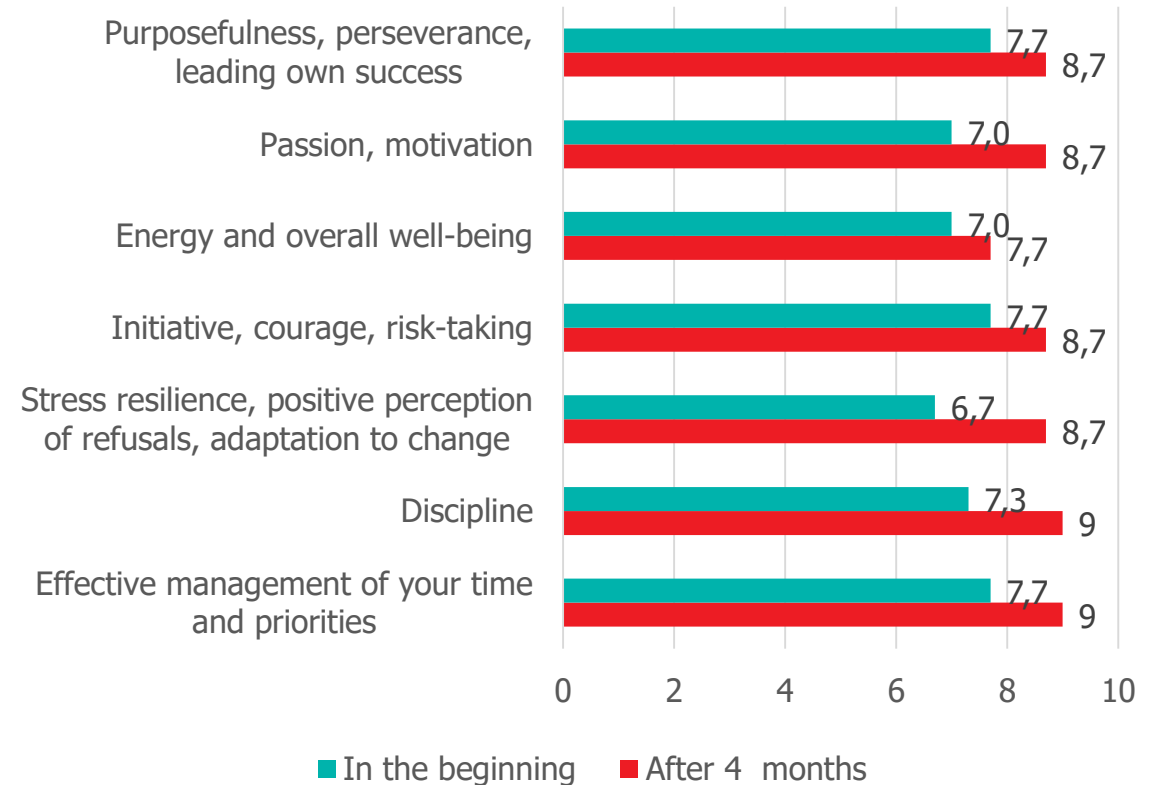 Purposefulness, perseverance,
leading own success
7,7
8,7
Passion, motivation
7,0
8,7
Energy and overall well-being
7,0
7,7
Initiative, courage, risk-taking
7,7
8,7
Stress resilience, positive perception
of refusals, adaptation to change
6,7
8,7
Discipline
7,3
9
Effective management of your time
and priorities
7,7
9
0 2 4 6 8 10
In the beginning After 4 months